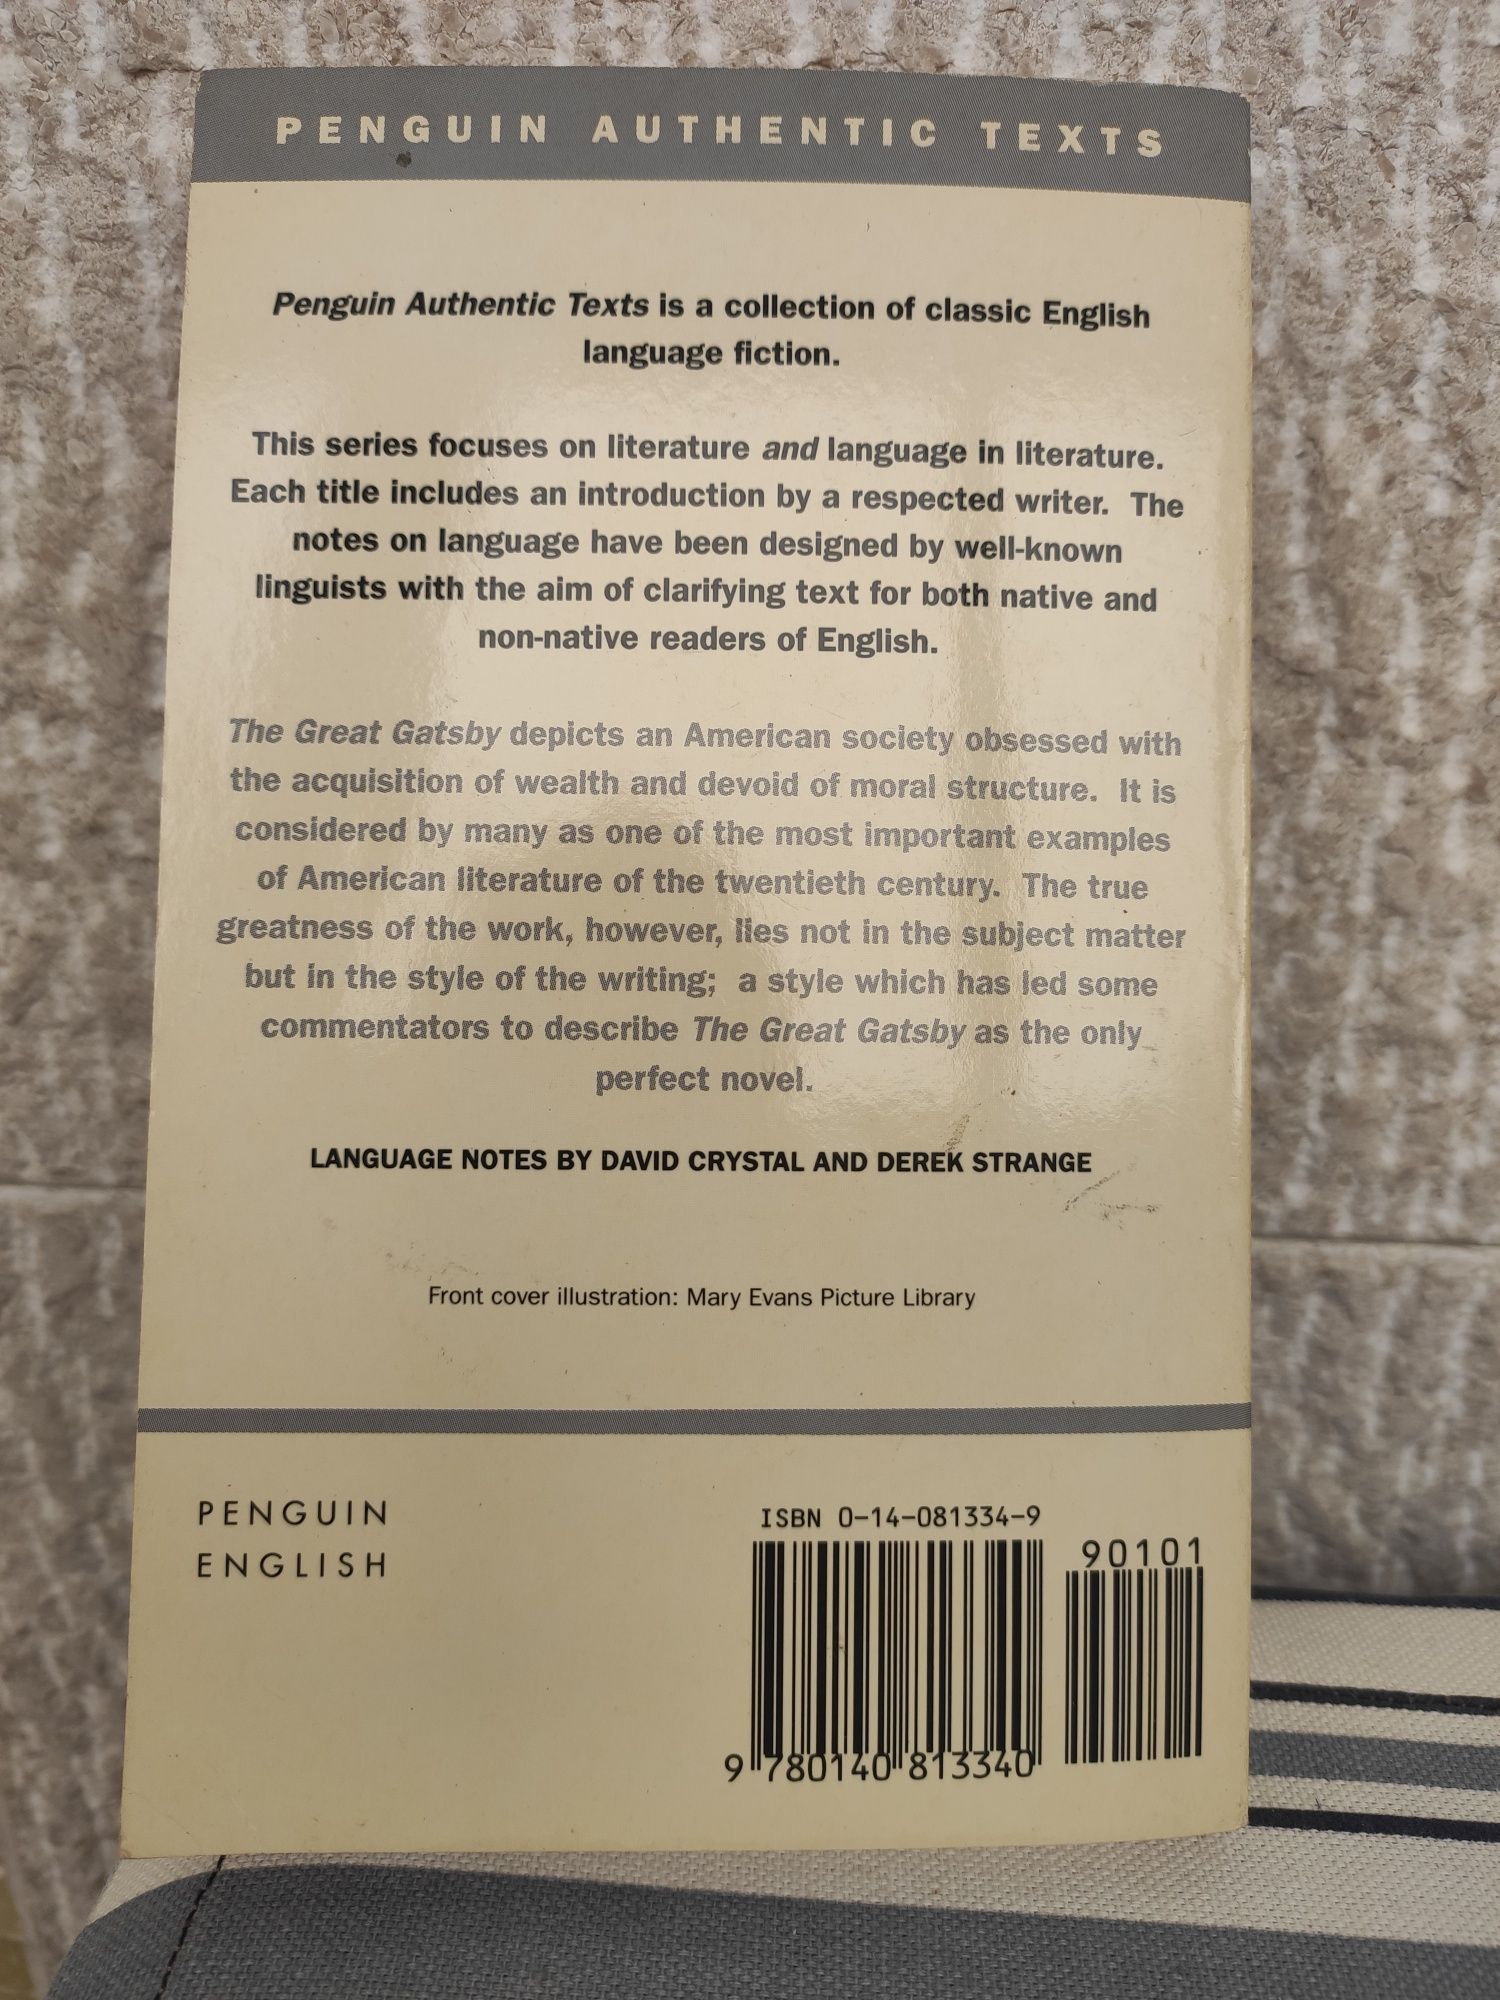 PENGUIN AUTHENTIC TEXTS
Penguin Authentic Texts is a collection of classic English
language fiction.
This series focuses on literature and language in literature.
Each title includes an introduction by a respected writer. The
notes on language have been designed by well-known
linguists with the aim of clarifying text for both native and
non-native readers of English.
The Great Gatsby depicts an American society obsessed with
the acquisition of wealth and devoid of moral structure. It is
considered by many as one of the most important examples
of American literature of the twentieth century. The true
greatness of the work, however, lies not in the subject matter
but in the style of the writing; a style which has led some
commentators to describe The Great Gatsby as the only
perfect novel.
LANGUAGE NOTES BY DAVID CRYSTAL AND DEREK STRANGE
Front cover illustration: Mary Evans Picture Library
PENGUIN
ENGLISH
ISBN 0-14-081334-9
90101
9 780140 813340